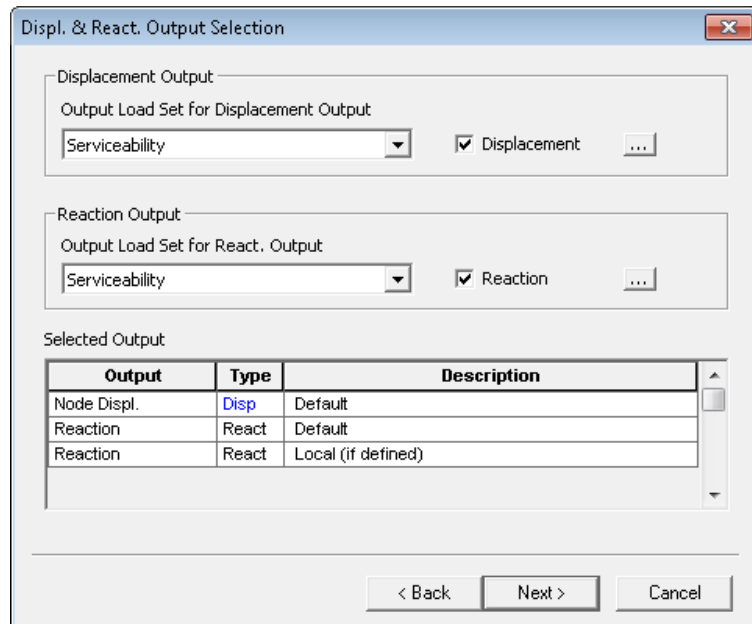 Displ. & React. Output Selection
Displacement Output
Output Load Set for Displacement Output
Serviceability
Displacement
...
Reaction Output
Output Load Set for React. Output
Serviceability
Reaction
...
Selected Output
Output Type Description
Node Displ. Disp Default
Reaction React Default
Reaction React Local (if defined)
< Back Next > Cancel